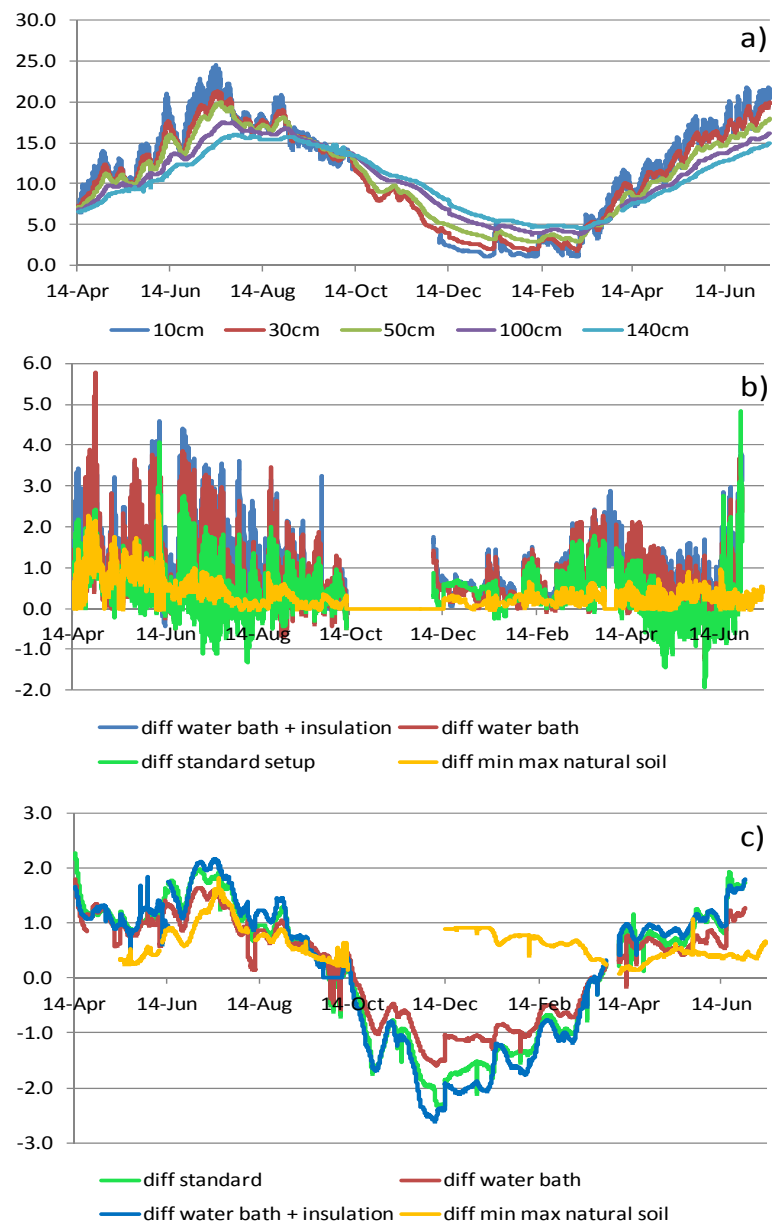 30.0
a)
25.0
20.0
15.0
10.0
5.0
0.0
14-Apr 14-Jun 14-Aug 14-Oct 14-Dec 14-Feb 14-Apr 14-Jun
10cm 30cm 50cm 100cm 140cm
6.0
b)
5.0
4.0
3.0
2.0
1.0
0.0
14-Apr 14-Jun 14-Aug 14-Oct 14-Dec 14-Feb 14-Apr 14-Jun
-1.0
-2.0
diff water bath + insulation diff water bath
diff standard setup diff min max natural soil
3.0
c)
2.0
1.0
0.0
14-Apr 14-Jun 14-Aug 14-Oct 14-Dec 14-Feb 14-Apr 14-Jun
-1.0
-2.0
-3.0
diff standard diff water bath
diff water bath + insulation diff min max natural soil